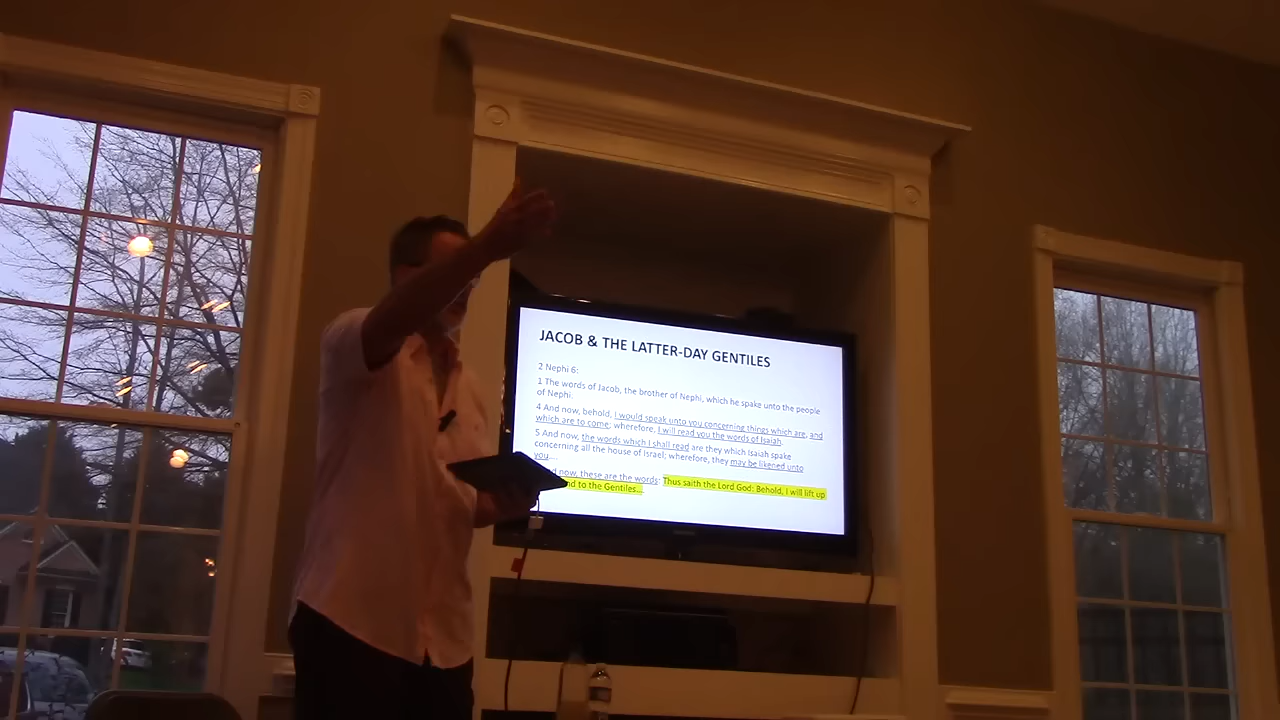 JACOB & THE LATTER-DAY GENTILES
2 Nephi 6:
1 The words of Jacob, the brother of Nephi, which he spake unto the people
of Nephi.
4 And now, behold, I would speak unto you concerning things which are, and
which are to come; wherefore, I will read you the words of Isaiah.
5 And now, the words which I shall read are they which Isaiah spake
concerning all the house of Israel; wherefore, they may be likened unto
you...
now, these are the words: Thus saith the Lord God: Behold, I will lift up
to the Gentiles...